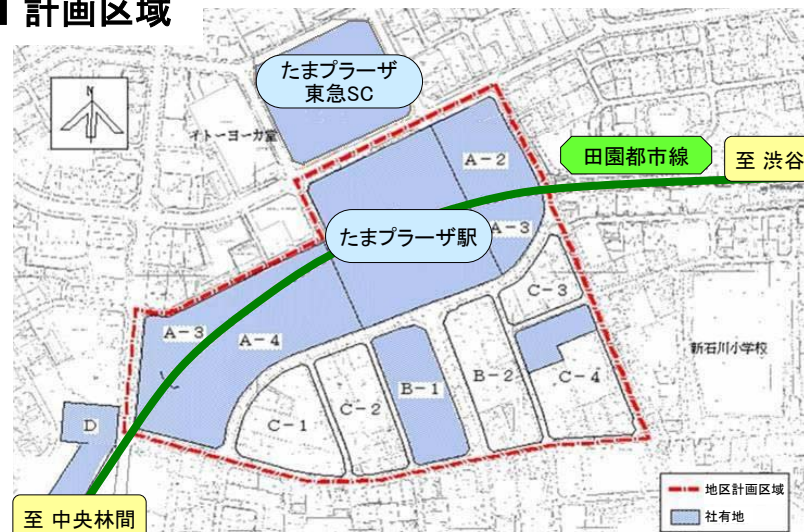 計画区域
N
たまプラーザ
東急SC
イトーヨーカ堂
A-2
田園都市線
至 渋谷
たまプラーザ駅
A-3
C-3
A-3
A-4
新石川小学校
B-1
B-2
C-4
C-2
C-1
D
地区計画区域
社有地
至 中央林間